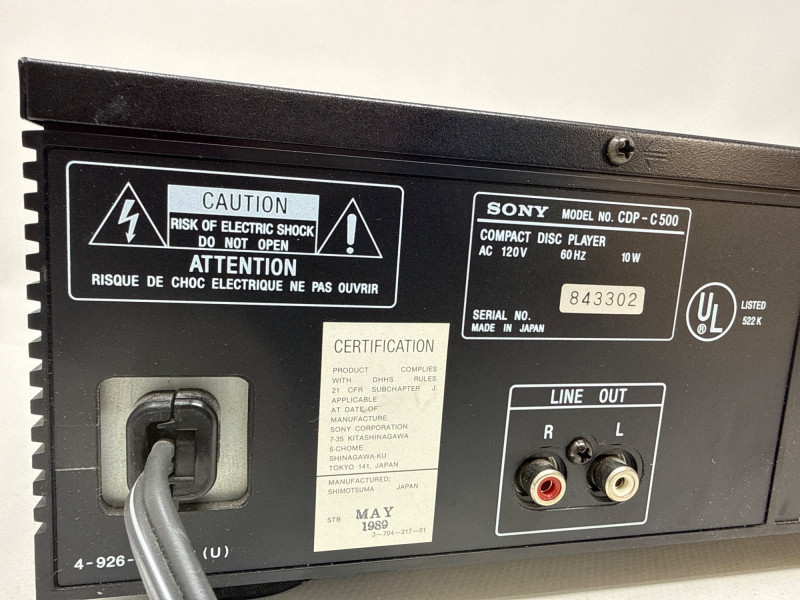 CAUTION
RISK OF ELECTRIC SHOCK
DO NOT OPEN
ATTENTION
RISQUE DE CHOC ELECTRIQUE NE PAS OUVRIR
SONY MODEL NO. CDP-C500
COMPACT DISC PLAYER
AC 120V 60HZ 10W
843302
SERIAL NO.
MADE IN JAPAN
UL ®
LISTED
522K
CERTIFICATION
PRODUCT COMPLIES
WITH DHHS RULES
21 CFR SUBCHAPTER J.
APPLICABLE
AT DATE OF
MANUFACTURE.
SONY CORPORATION
7-35 KITASHINAGAWA
6-CHOME
SHINAGAWA-KU
TOKYO 141, JAPAN
MANUFACTURED;
SHIMOTSUMA JAPAN
STB MAY
1989
3-704-217-01
LINE OUT
R L
4-926- (U)